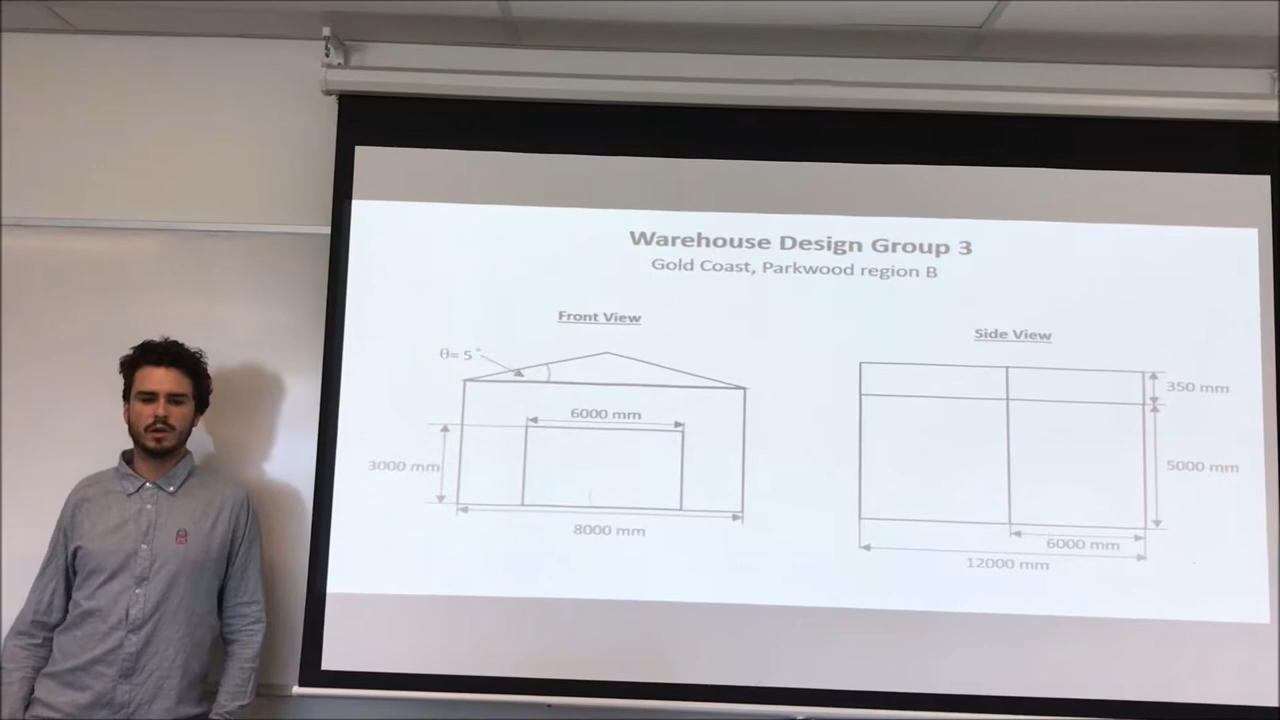 Warehouse Design Group 3
Gold Coast, Parkwood region B
Front View
θ= 5°
6000 mm
3000 mm
8000 mm
Side View
350 mm
5000 mm
6000 mm
12000 mm